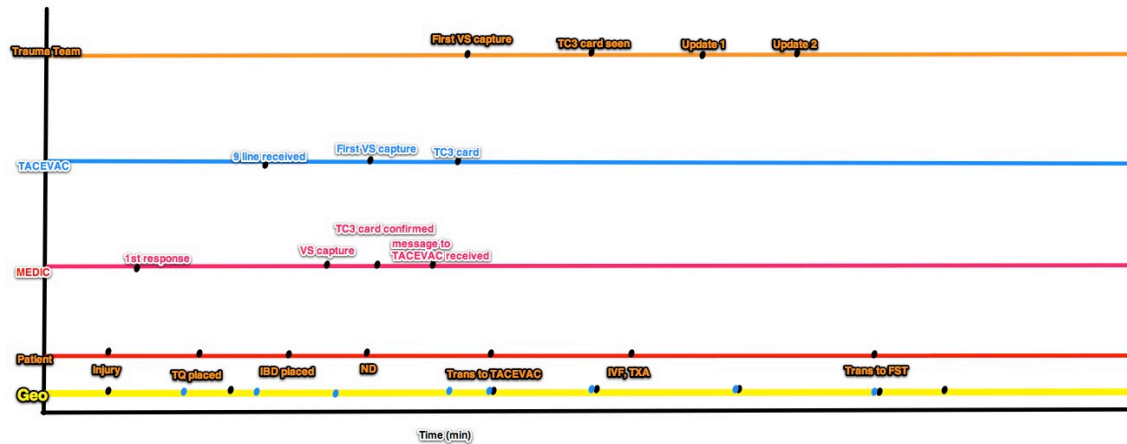 First VS capture
TC3 card seen
Update 1
Update 2
Trauma Team
9 line received
First VS capture
TC3 card
TACEVAC
TC3 card confirmed
1st response
VS capture
message to
TACEVAC received
MEDIC
Patient
Injury
TQ placed
IBD placed
ND
Trans to TACEVAC
IVF, TXA
Trans to FST
Geo
Time (min)